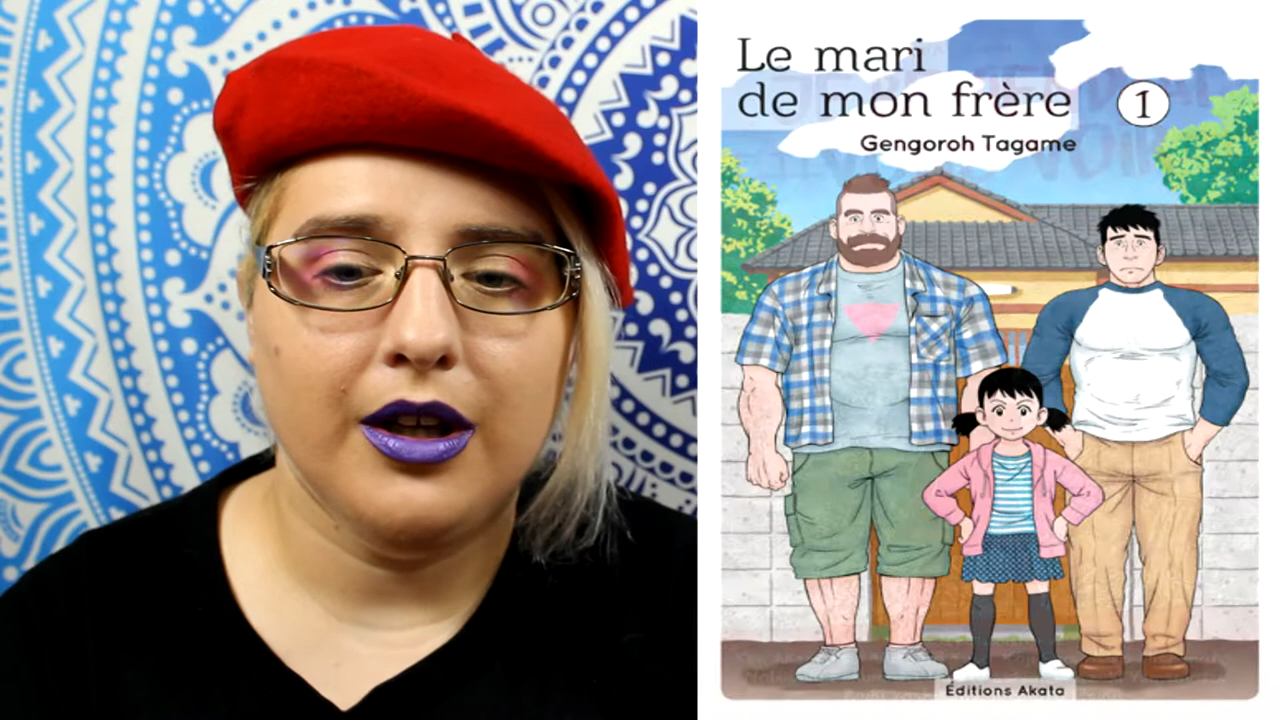 Le mari
de mon frère 1
Gengoroh Tagame
Éditions Akata